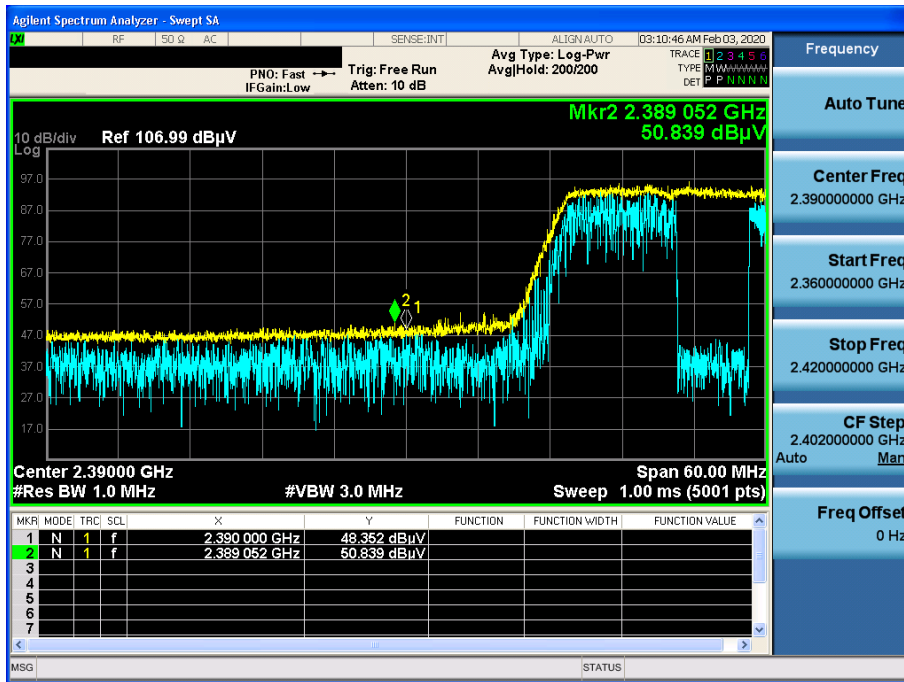 Agilent Spectrum Analyzer - Swept SA
LXI RF 50 Ω AC SENSE:INT ALIGN AUTO 03:10:46 AM Feb 03, 2020
PNO: Fast
IFGain:Low
Trig: Free Run
Atten: 10 dB
Avg Type: Log-Pwr
Avg|Hold: 200/200
TRACE 1 2 3 4 5 6
TYPE M W W W W W
DET P P N N N N
Mkr2 2.389 052 GHz
50.839 dBµV
10 dB/div Ref 106.99 dBµV
Log
97.0
87.0
77.0
67.0
57.0
47.0
37.0
27.0
17.0
2
1
Center 2.39000 GHz Span 60.00 MHz
#Res BW 1.0 MHz #VBW 3.0 MHz Sweep 1.00 ms (5001 pts)
MKR MODE TRC SCL X Y FUNCTION FUNCTION WIDTH FUNCTION VALUE
1 N 1 f 2.390 000 GHz 48.352 dBµV
2 N 1 f 2.389 052 GHz 50.839 dBµV
3
4
5
6
7
MSG STATUS
Frequency
Auto Tune
Center Freq
2.390000000 GHz
Start Freq
2.360000000 GHz
Stop Freq
2.420000000 GHz
CF Step
2.402000000 GHz
Auto Man
Freq Offset
0 Hz